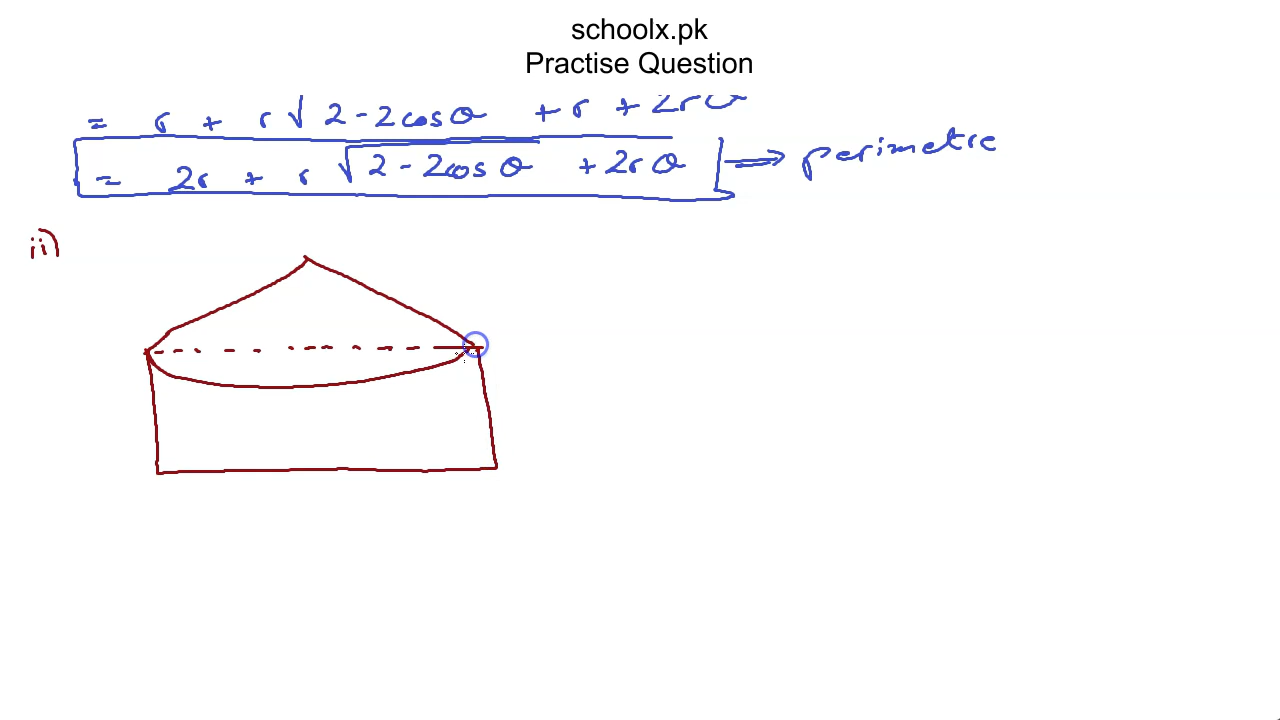 schoolx.pk
Practise Question
= r + r√2-2cosθ + r + 2rθ
= 2r + r√2-2cosθ + 2rθ ⟹ perimetre
ii)